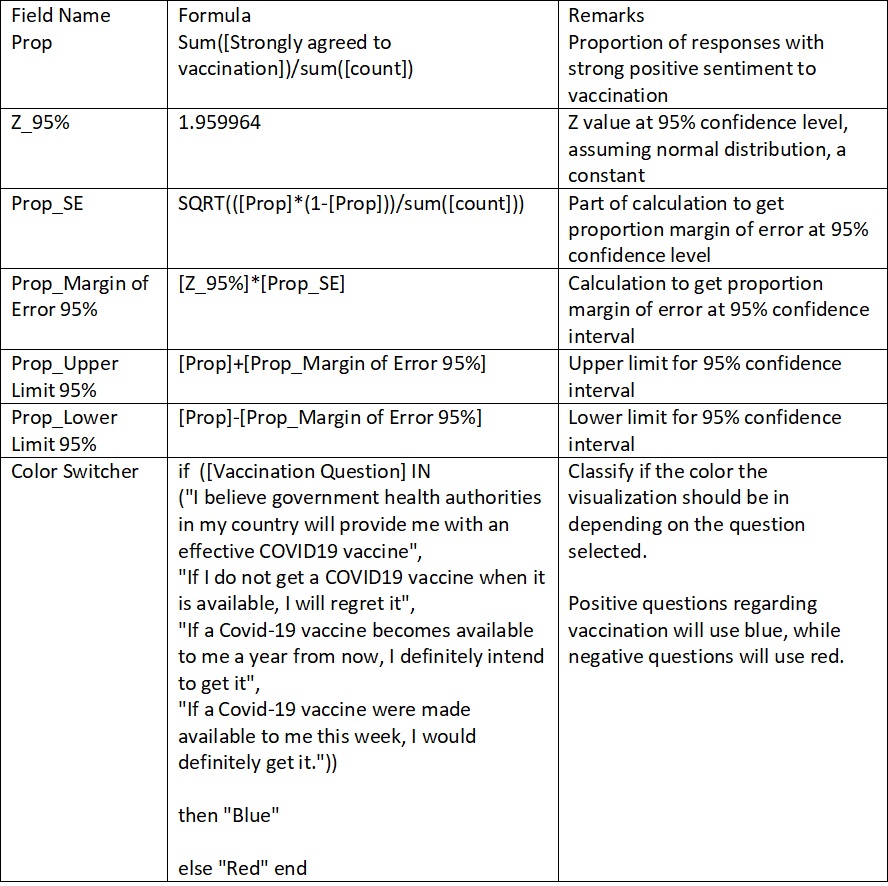 Field Name
Formula
Remarks
Prop
Sum([Strongly agreed to
vaccination])/sum([count])
Proportion of responses with
strong positive sentiment to
vaccination
Z_95%
1.959964
Z value at 95% confidence level,
assuming normal distribution, a
constant
Prop_SE
SQRT(([Prop]*(1-[Prop]))/sum([count]))
Part of calculation to get
proportion margin of error at 95%
confidence level
Prop_Margin of
Error 95%
[Z_95%]*[Prop_SE]
Calculation to get proportion
margin of error at 95% confidence
interval
Prop_Upper
Limit 95%
[Prop]+[Prop_Margin of Error 95%]
Upper limit for 95% confidence
interval
Prop_Lower
Limit 95%
[Prop]-[Prop_Margin of Error 95%]
Lower limit for 95% confidence
interval
Color Switcher
if  ([Vaccination Question] IN
("I believe government health authorities
in my country will provide me with an
effective COVID19 vaccine",
"If I do not get a COVID19 vaccine when it
is available, I will regret it",
"If a Covid-19 vaccine becomes available
to me a year from now, I definitely intend
to get it",
"If a Covid-19 vaccine were made
available to me this week, I would
definitely get it."))
then "Blue"
else "Red" end
Classify if the color the
visualization should be in
depending on the question
selected.
Positive questions regarding
vaccination will use blue, while
negative questions will use red.